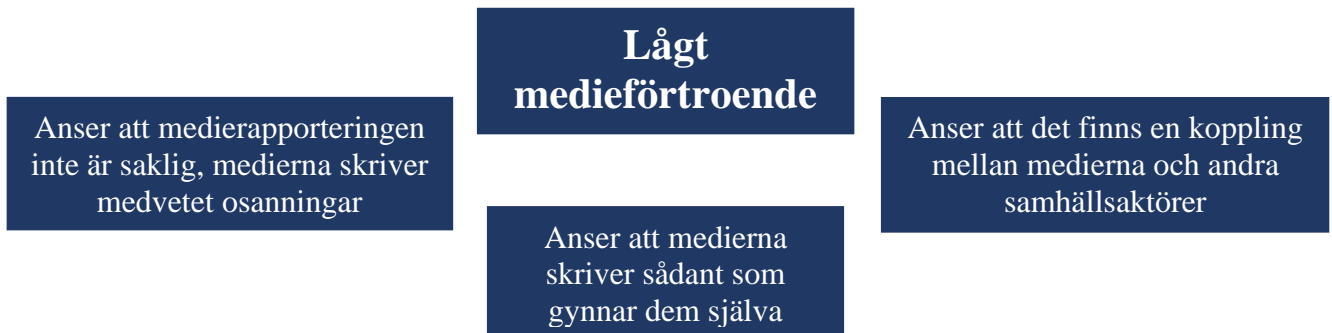 Lågt
medieförtroende
Anser att medierapporteringen
inte är saklig, medierna skriver
medvetet osanningar
Anser att det finns en koppling
mellan medierna och andra
samhällsaktörer
Anser att medierna
skriver sådant som
gynnar dem själva